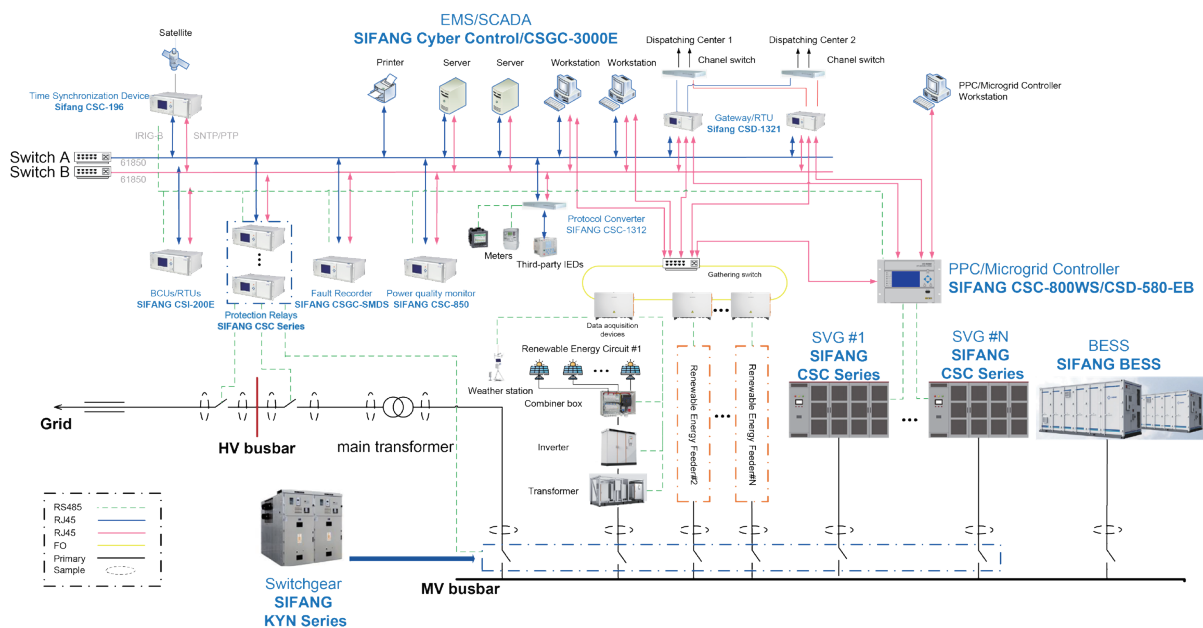 EMS/SCADA
SIFANG Cyber Control/CSGC-3000E
Satellite
Printer
Server
Server
Workstation
Workstation
Dispatching Center 1
Dispatching Center 2
Chanel switch
Chanel switch
PPC/Microgrid Controller
Workstation
Time Synchronization Device
Sifang CSC-196
Gateway/RTU
Sifang CSD-1321
IRIG-B
SNTP/PTP
Switch A
61850
Switch B
61850
Protocol Converter
SIFANG CSC-1312
Meters
Third-party IEDs
Gathering switch
BCUs/RTUs
SIFANG CSI-200E
Protection Relays
SIFANG CSC Series
Fault Recorder
SIFANG CSGC-SMDS
Power quality monitor
SIFANG CSC-850
PPC/Microgrid Controller
SIFANG CSC-800WS/CSD-580-EB
Data acquisition
devices
Renewable Energy Circuit #1
Weather station
Combiner box
Inverter
Transformer
Renewable Energy Feeder#2
Renewable Energy Feeder#N
SVG #1
SIFANG
CSC Series
SVG #N
SIFANG
CSC Series
BESS
SIFANG BESS
Grid
HV busbar
main transformer
RS485
RJ45
RJ45
FO
Primary
Sample
Switchgear
SIFANG
KYN Series
MV busbar